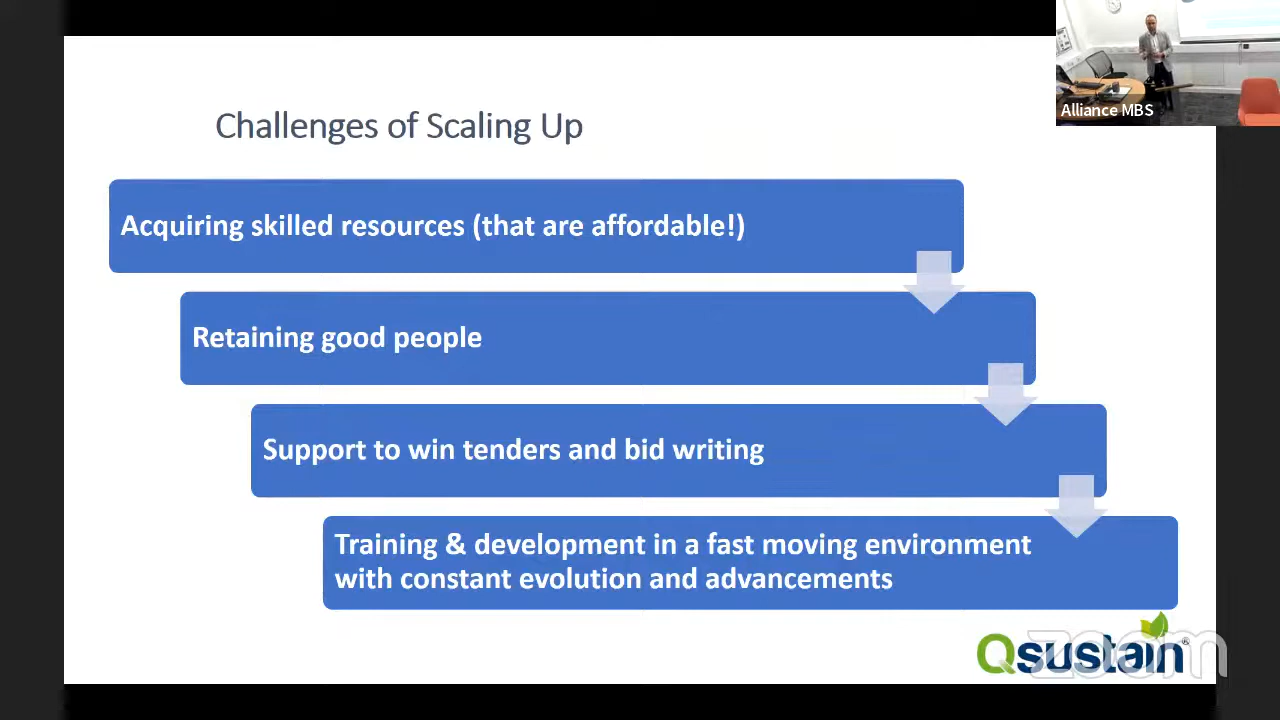 Alliance MBS
Challenges of Scaling Up
Acquiring skilled resources (that are affordable!)
Retaining good people
Support to win tenders and bid writing
Training & development in a fast moving environment
with constant evolution and advancements
Qsustain®
zoom